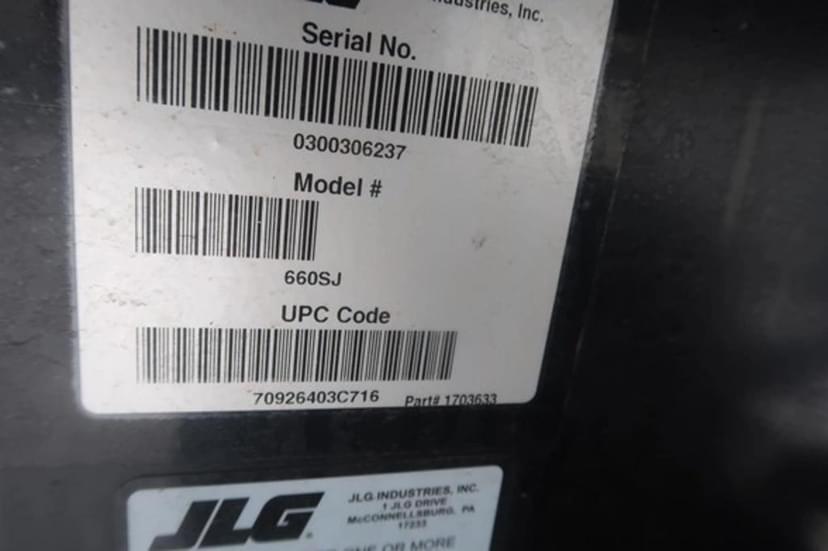 Industries, Inc.
Serial No.
0300306237
Model #
660SJ
UPC Code
70926403C716
Part# 1703633
JLG
JLG INDUSTRIES, INC.
1 JLG DRIVE
McCONNELLSBURG, PA
17233
ONE OR MORE